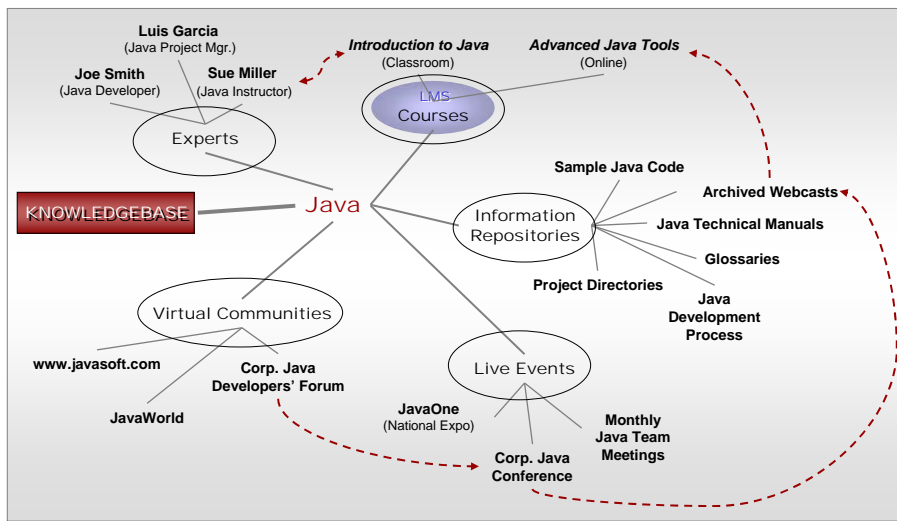 Luis Garcia
(Java Project Mgr.)
Joe Smith
(Java Developer)
Sue Miller
(Java Instructor)
Experts
Introduction to Java
(Classroom)
Advanced Java Tools
(Online)
LMS
Courses
KNOWLEDGEBASE
Java
Information
Repositories
Sample Java Code
Archived Webcasts
Java Technical Manuals
Glossaries
Project Directories
Java
Development
Process
Virtual Communities
www.javasoft.com
JavaWorld
Corp. Java
Developers’ Forum
Live Events
JavaOne
(National Expo)
Corp. Java
Conference
Monthly
Java Team
Meetings